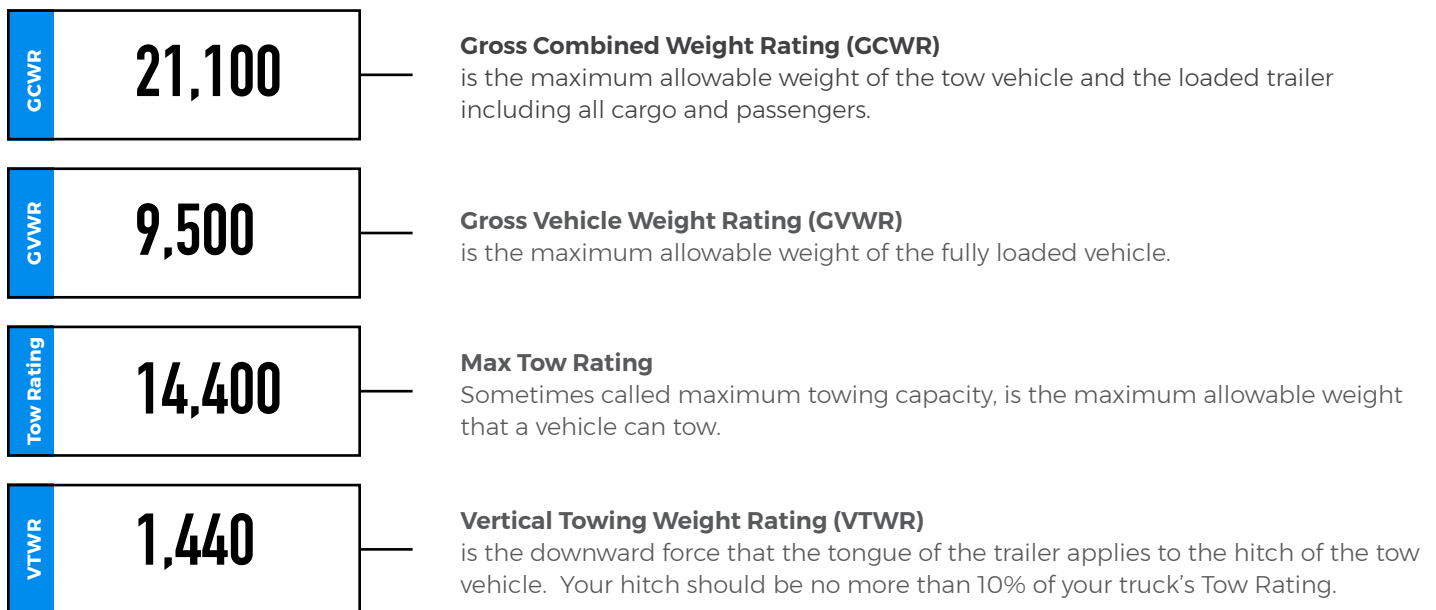 GCWR
21,100
Gross Combined Weight Rating (GCWR)
is the maximum allowable weight of the tow vehicle and the loaded trailer
including all cargo and passengers.
GVWR
9,500
Gross Vehicle Weight Rating (GVWR)
is the maximum allowable weight of the fully loaded vehicle.
Tow Rating
14,400
Max Tow Rating
Sometimes called maximum towing capacity, is the maximum allowable weight
that a vehicle can tow.
VTWR
1,440
Vertical Towing Weight Rating (VTWR)
is the downward force that the tongue of the trailer applies to the hitch of the tow
vehicle.  Your hitch should be no more than 10% of your truck's Tow Rating.